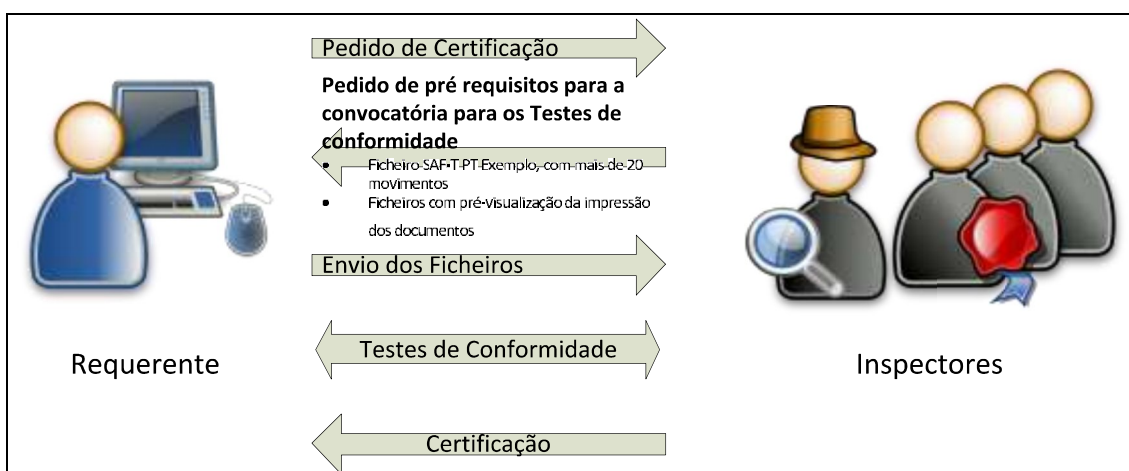 Pedido de Certificação
Pedido de pré requisitos para a
convocatória para os Testes de
conformidade
• Ficheiro SAF-T PT Exemplo, com mais de 20
movimentos
• Ficheiros com pré-visualização da impressão
dos documentos
Envio dos Ficheiros
Testes de Conformidade
Requerente
Inspectores
Certificação